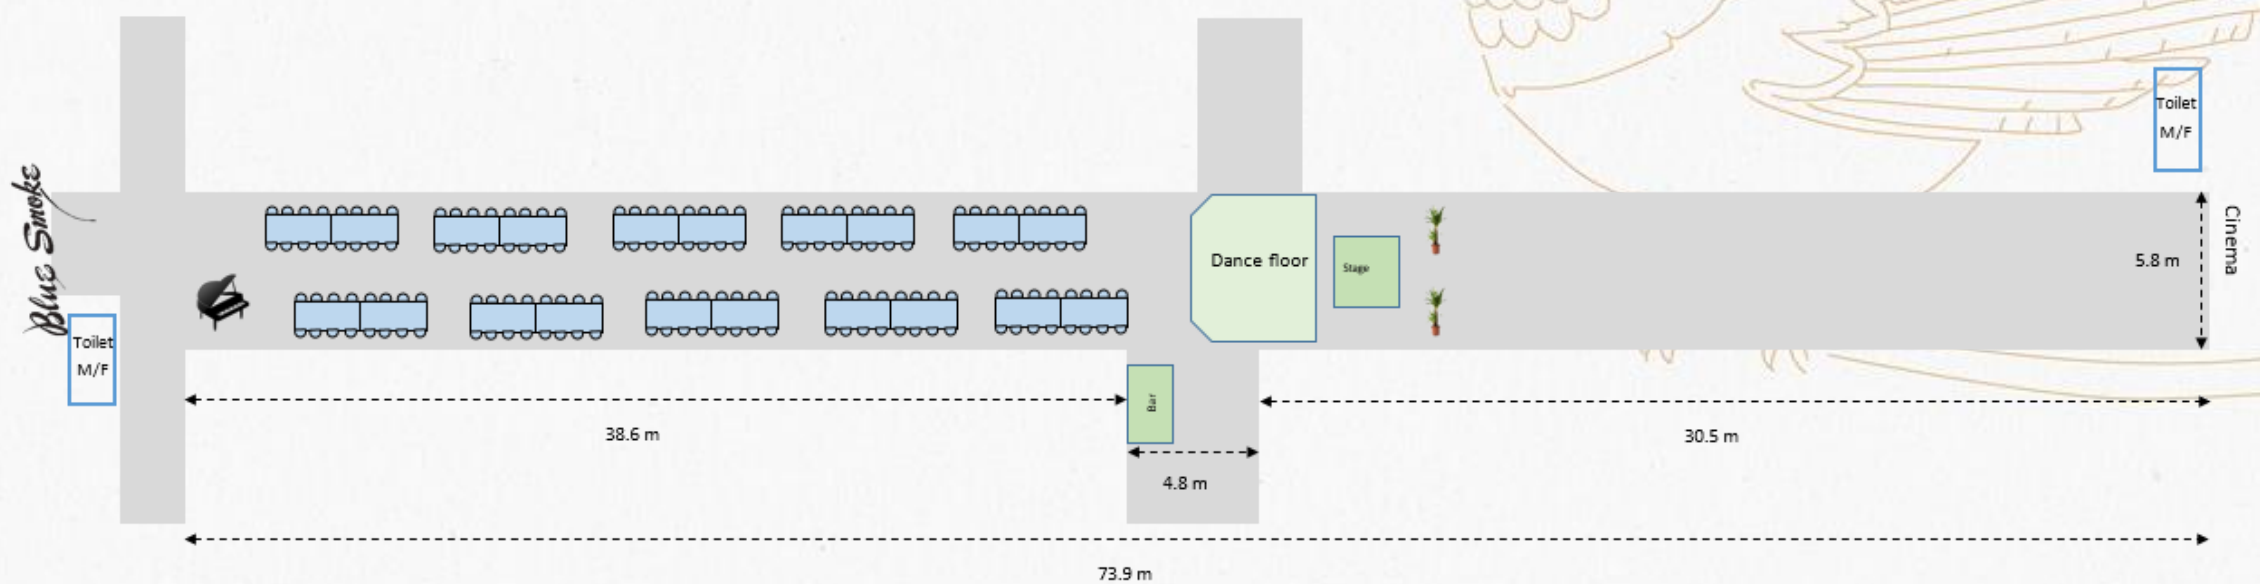 Blue Smoke
Toilet
M/F
Dance floor
Stage
Bar
Toilet
M/F
5.8 m
Cinema
38.6 m
4.8 m
30.5 m
73.9 m